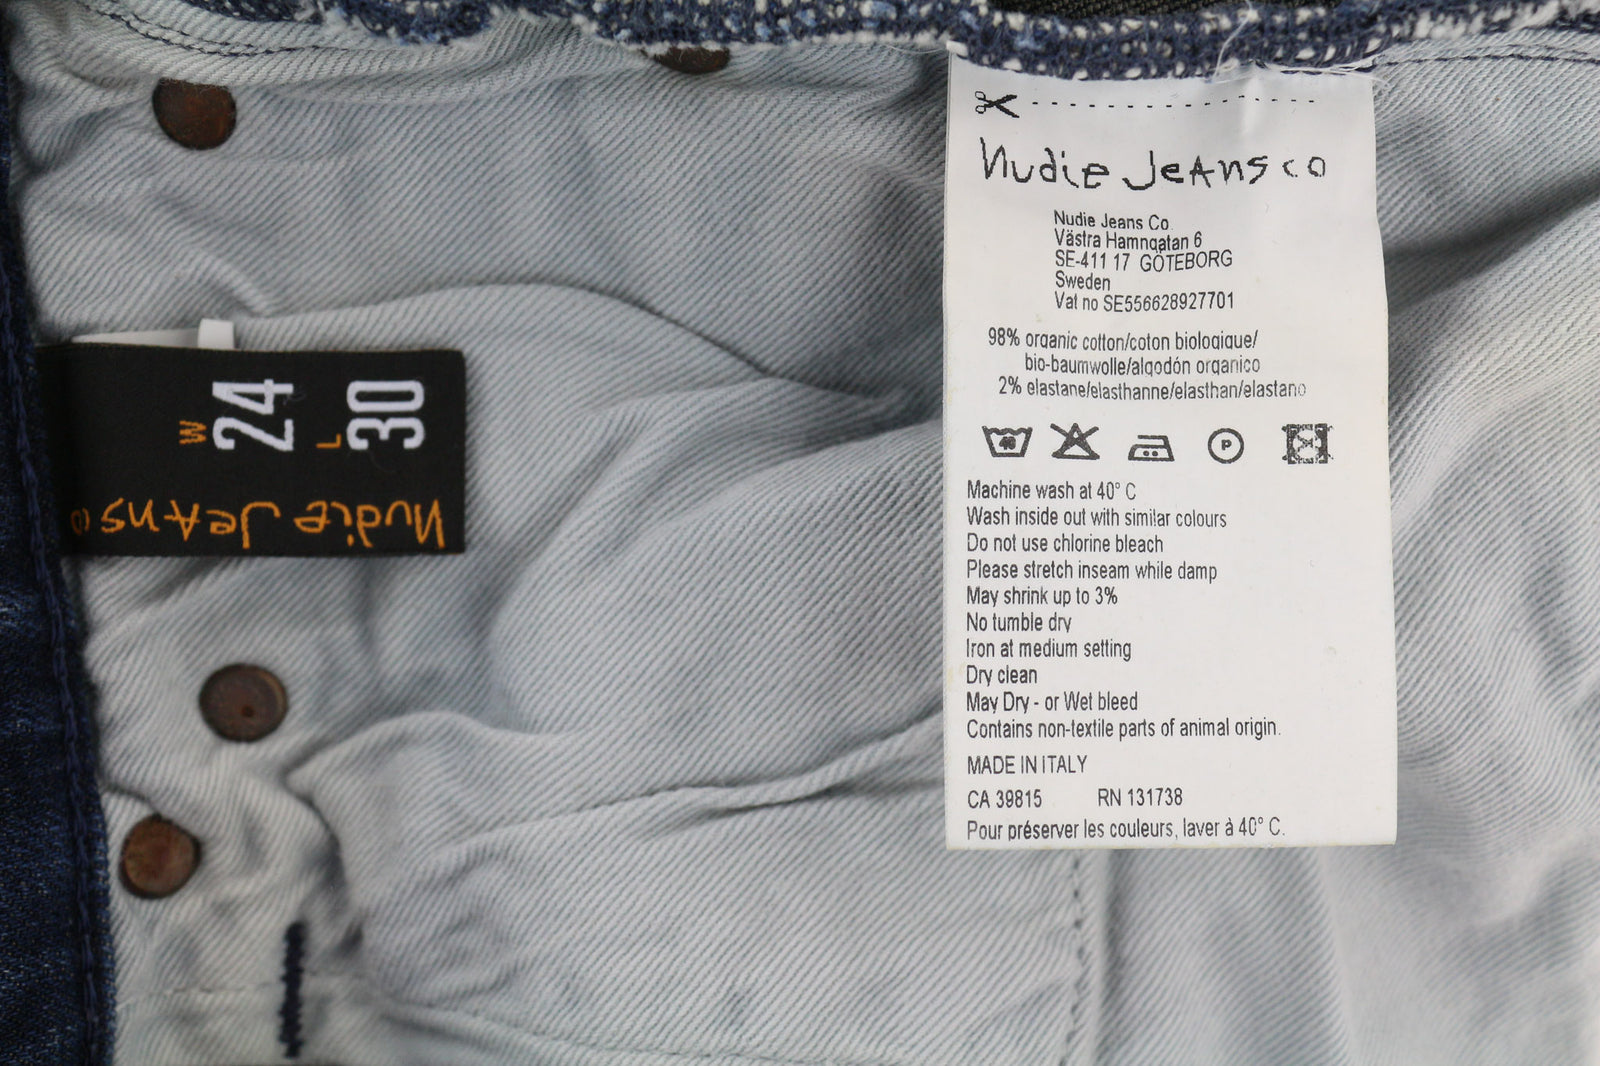 Nudie Jeans co
Nudie Jeans Co.
Västra Hamngatan 6
SE-411 17 GÖTEBORG
Sweden
Vat no SE556628927701
98% organic cotton/coton biologique/
bio-baumwolle/algodón organico
2% elastane/elasthanne/elasthan/elastano
40
P
Machine wash at 40° C
Wash inside out with similar colours
Do not use chlorine bleach
Please stretch inseam while damp
May shrink up to 3%
No tumble dry
Iron at medium setting
Dry clean
May Dry - or Wet bleed
Contains non-textile parts of animal origin.
MADE IN ITALY
CA 39815 RN 131738
Pour préserver les couleurs, laver à 40° C.
W 24
L 30
Nudie Jeans co